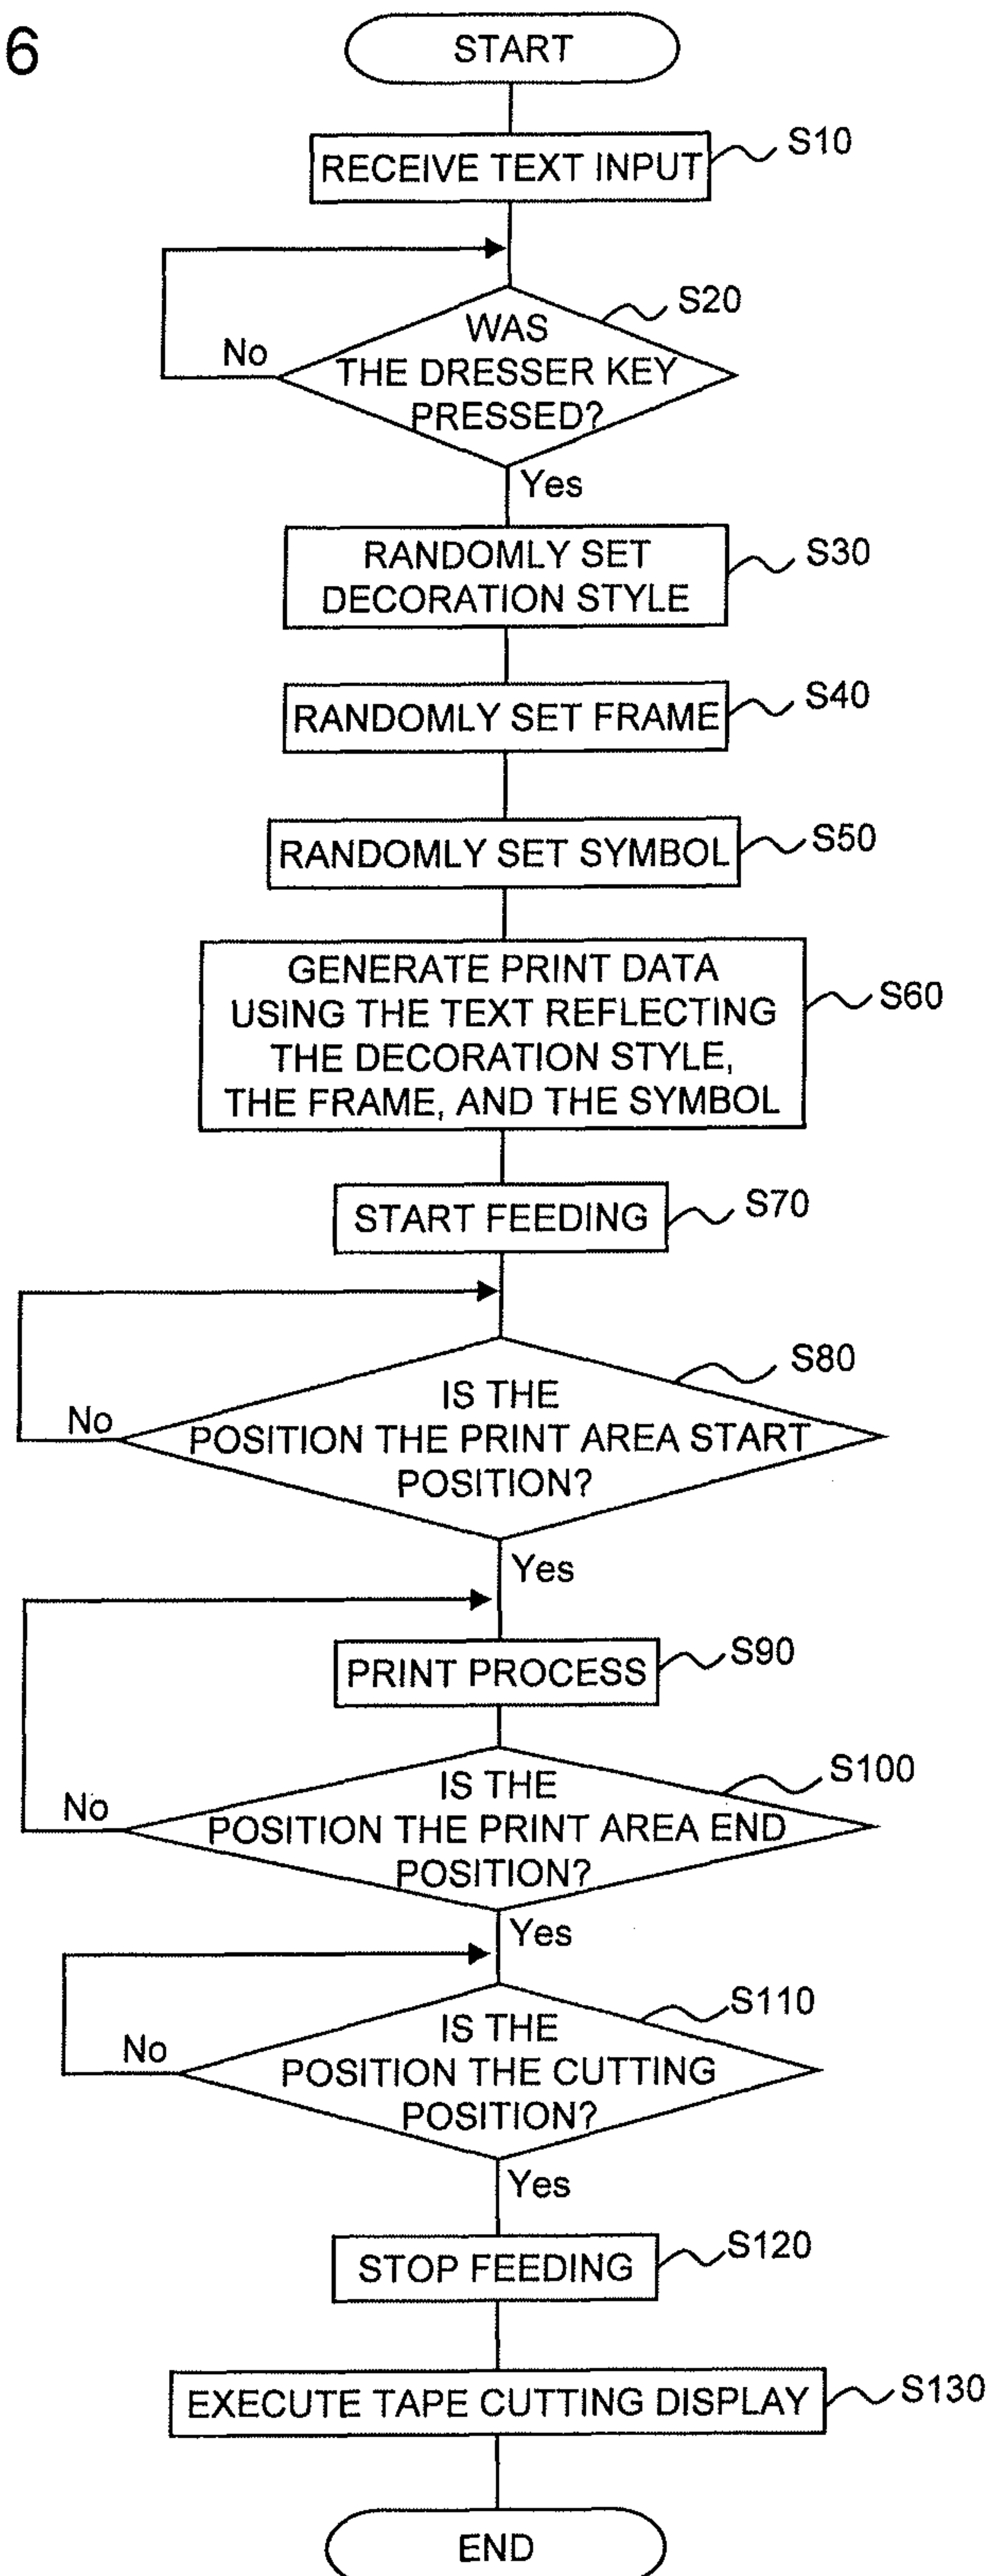 6
START
RECEIVE TEXT INPUT
S10
S20
WAS
THE DRESSER KEY
PRESSED?
No
Yes
RANDOMLY SET
DECORATION STYLE
S30
RANDOMLY SET FRAME
S40
RANDOMLY SET SYMBOL
S50
GENERATE PRINT DATA
USING THE TEXT REFLECTING
THE DECORATION STYLE,
THE FRAME, AND THE SYMBOL
S60
START FEEDING
S70
S80
IS THE
POSITION THE PRINT AREA START
POSITION?
No
Yes
PRINT PROCESS
S90
S100
IS THE
POSITION THE PRINT AREA END
POSITION?
No
Yes
S110
IS THE
POSITION THE CUTTING
POSITION?
No
Yes
STOP FEEDING
S120
EXECUTE TAPE CUTTING DISPLAY
S130
END